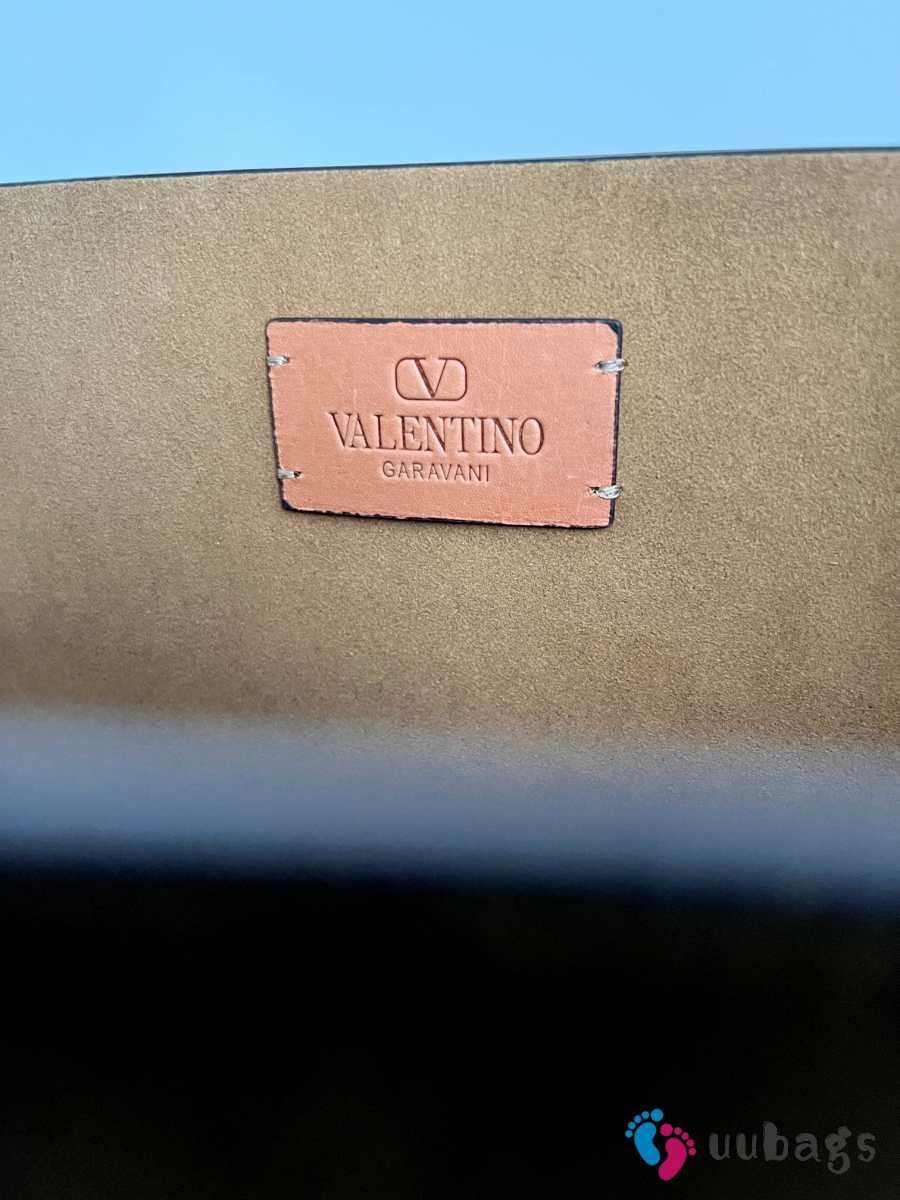 V
VALENTINO
GARAVANI
uubags